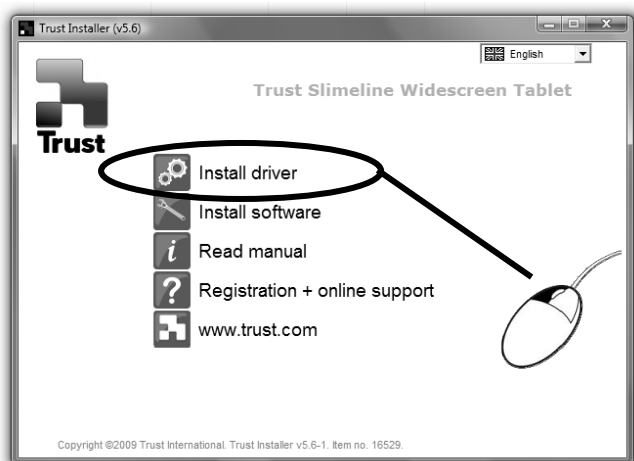 Trust Installer (v5.6)
English
Trust Slimeline Widescreen Tablet
Trust
Install driver
Install software
Read manual
Registration + online support
www.trust.com
Copyright ©2009 Trust International. Trust Installer v5.6-1. Item no. 16529.